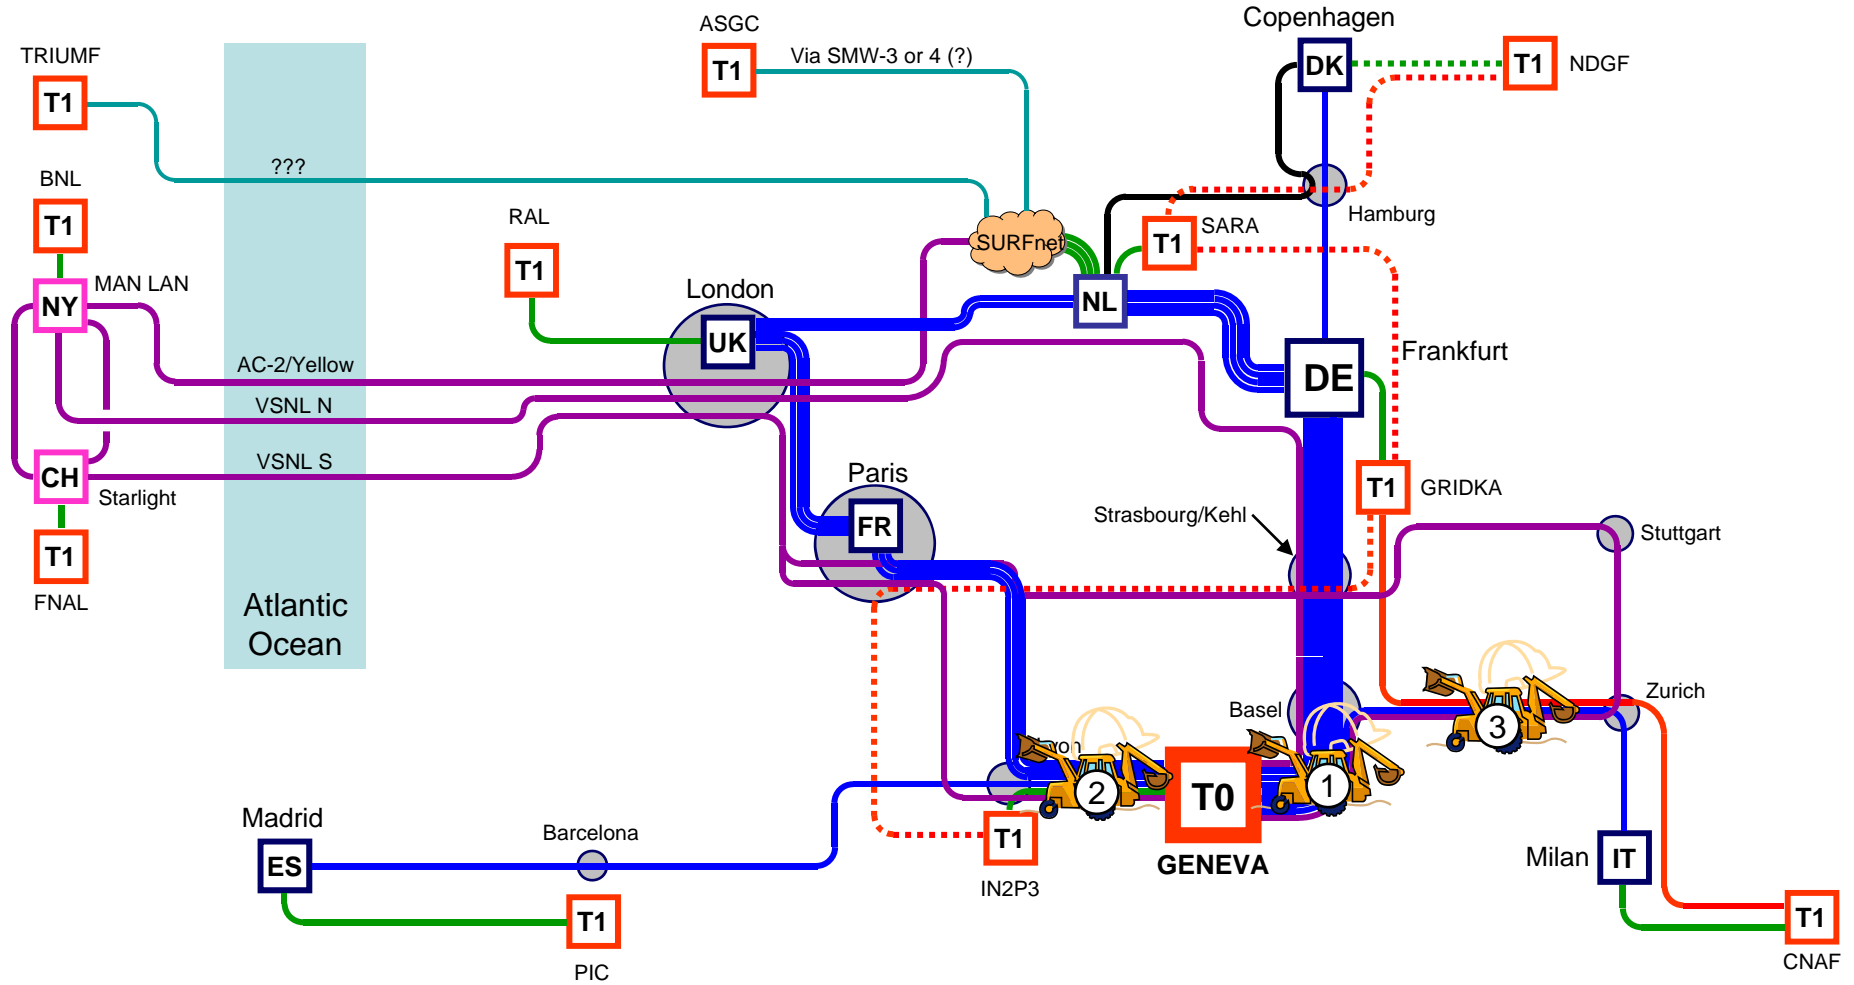 Copenhagen
ASGC
TRIUMF
T1
T1
Via SMW-3 or 4 (?)
DK
T1
NDGF
???
BNL
T1
RAL
T1
SARA
T1
Hamburg
SURFnet
MAN LAN
NY
London
UK
NL
AC-2/Yellow
VSNL N
VSNL S
Frankfurt
DE
CH
Starlight
Paris
FR
T1
GRIDKA
Strasbourg/Kehl
Stuttgart
T1
FNAL
Atlantic
Ocean
Basel
Zurich
3
2
T0
1
GENEVA
Madrid
ES
Barcelona
T1
IN2P3
Milan
IT
T1
PIC
T1
CNAF